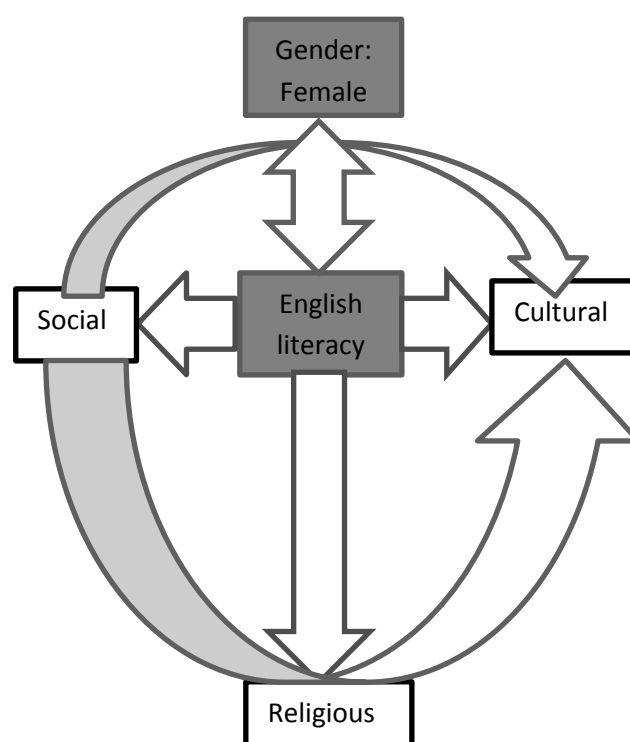 Gender:
Female
Social
English
literacy
Cultural
Religious